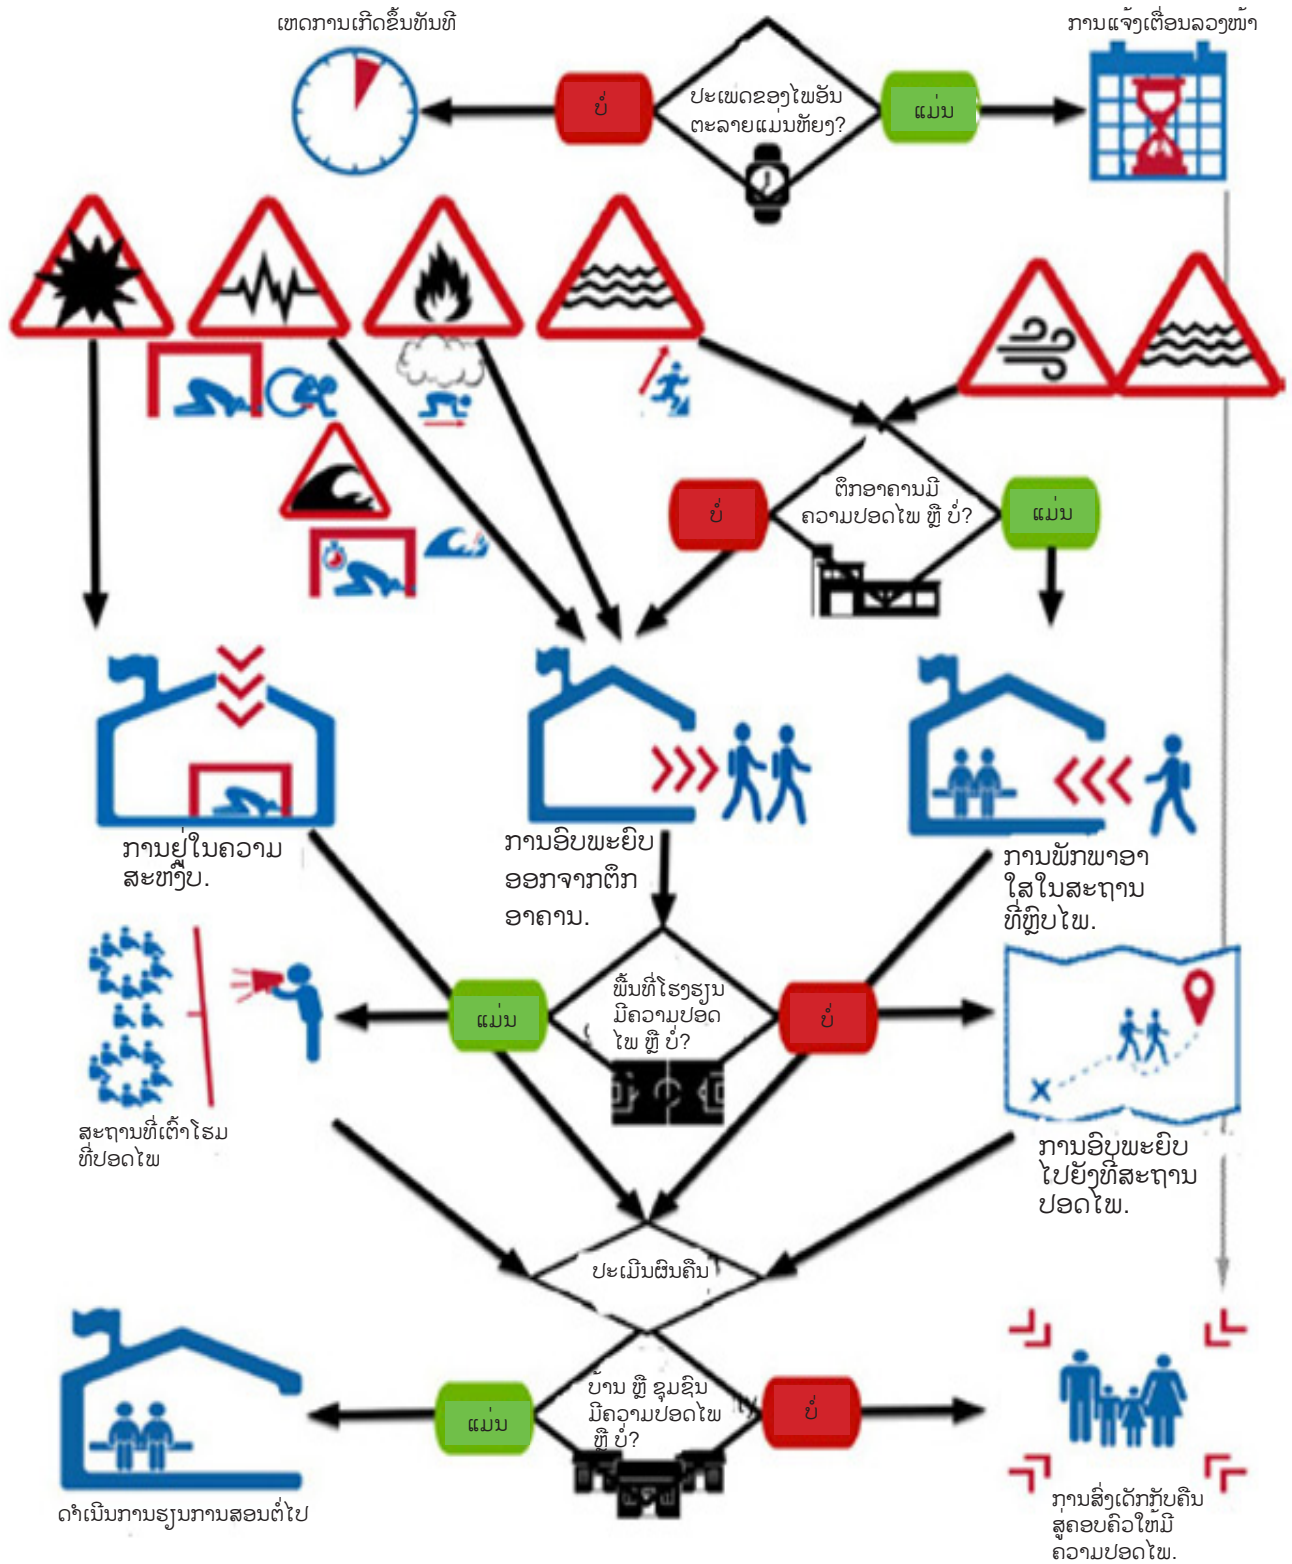 ເຫດການເກີດຂຶ້ນທັນທີ
ການແຈ້ງເຕືອນລວງໜ້າ
ບໍ່
ປະເພດຂອງໄພອັນ
ຕະລາຍແມ່ນຫັຍງ?
ແມ່ນ
ຕຶກອາຄານມີ
ຄວາມປອດໄພ ຫຼື ບໍ່?
ບໍ່
ແມ່ນ
ການຢູ່ໃນຄວາມ
ສະຫງົບ.
ການອົບພະຍົບ
ອອກຈາກຕຶກ
ອາຄານ.
ການພັກພາອາ
ໃສໃນສະຖານ
ທີ່ຫຼົບໄພ.
ແມ່ນ
ພື້ນທີ່ໂຮງຮຽນ
ມີຄວາມປອດ
ໄພ ຫຼື ບໍ່?
ບໍ່
ສະຖານທີ່ເຕົ້າໂຮມ
ທີ່ປອດໄພ
ການອົບພະຍົບ
ໄປຍັງທີ່ສະຖານ
ປອດໄພ.
ປະເມີນຜົນຄືນ
ແມ່ນ
ບ້ານ ຫຼື ຊຸມຊົນ
ມີຄວາມປອດໄພ
ຫຼື ບໍ່?
ບໍ່
ດຳເນີນການຮຽນການສອນຕໍ່ໄປ
ການສົ່ງເດັກກັບຄືນ
ສູ່ຄອບຄົວໃຫ້ມີ
ຄວາມປອດໄພ.